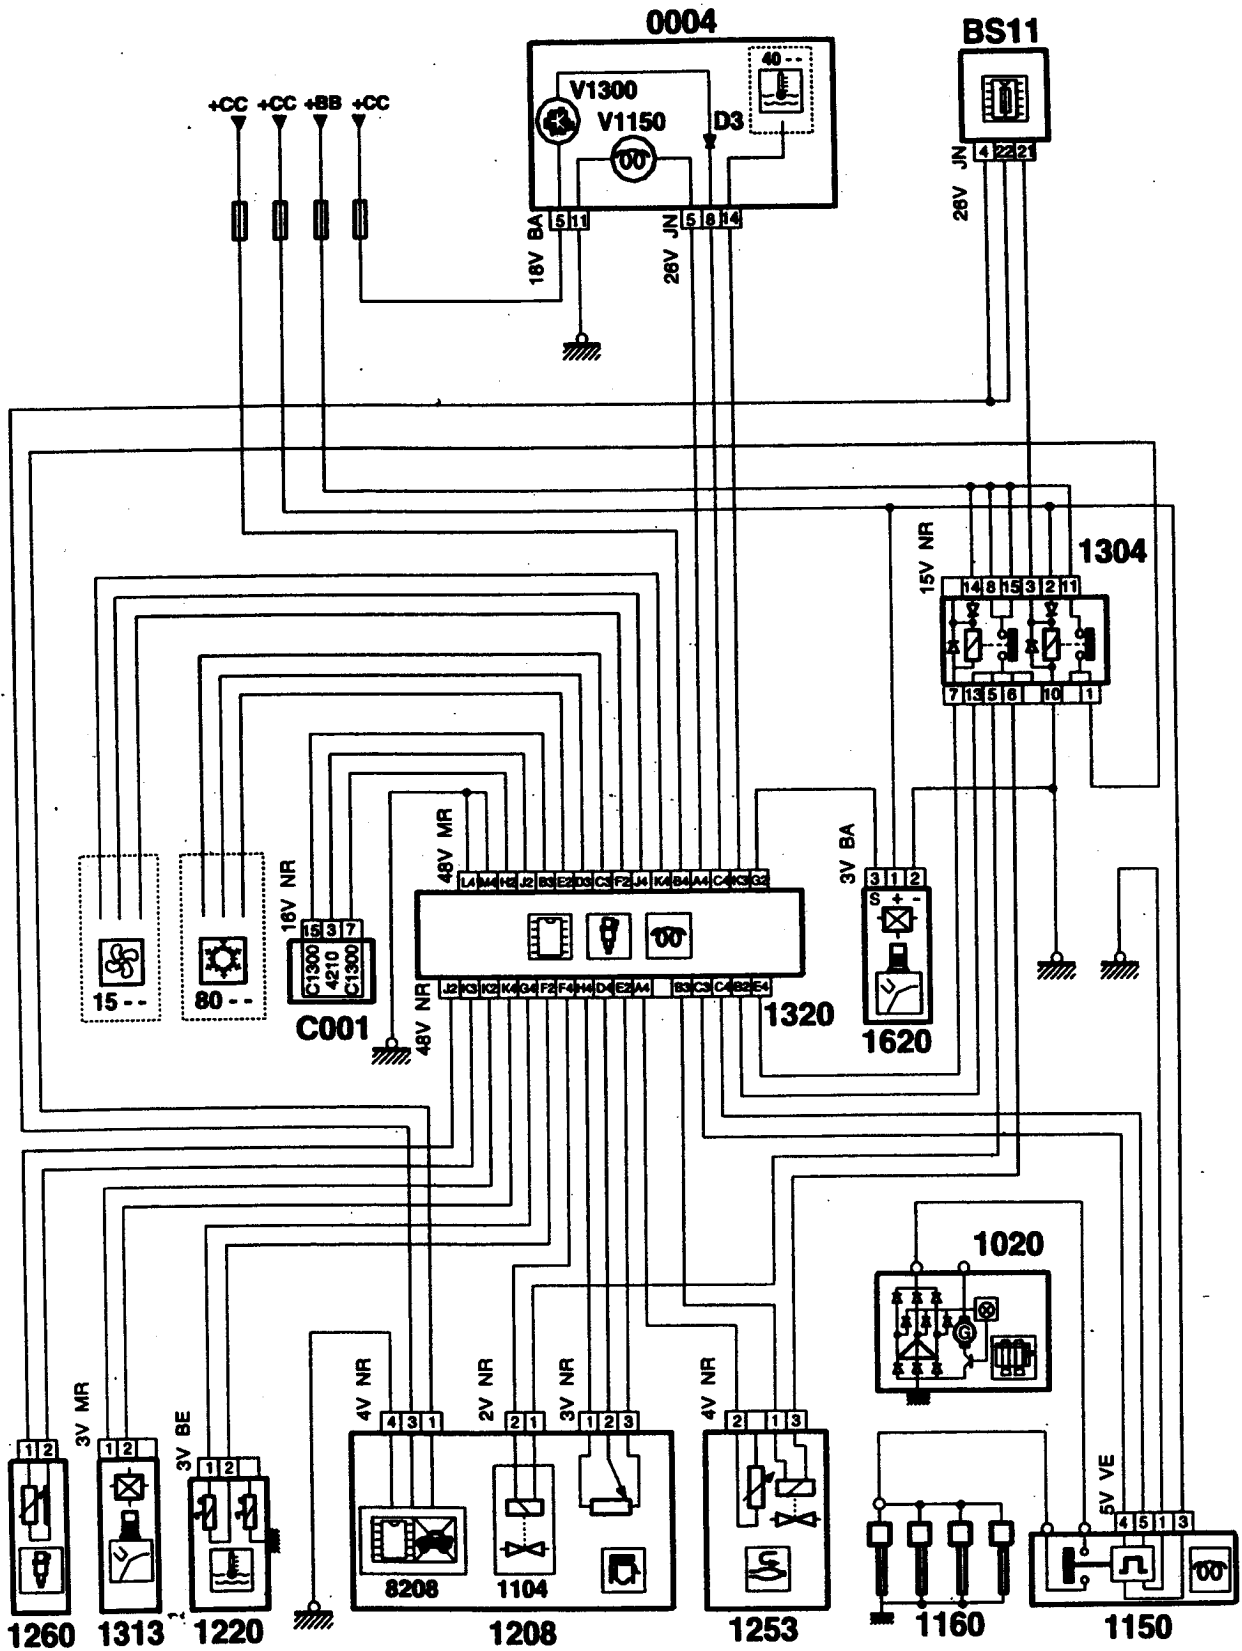 0004
BS11
+CC +CC +BB +CC
40 - -
V1300
V1150
D3
4 22 21
26V JN
5 11
18V BA
5 8 14
26V JN
1304
15V NR
14 8 15 3 2 11
7 13 5 6 10 1
48V MR
L4 M4 H2 J2 B3 E2 D3 C3 F2 J4 K4 B4 A4 C4 K3 G2
3V BA
3 1 2
S + -
16V NR
15 3 7
C1300
4210
C1300
15 - -
80 - -
C001
48V NR
J2 K3 K2 K4 G4 F2 F4 H4 D4 E2 A4 B3 C3 C4 B2 E4
1320
1620
1020
G
4V NR
4 3 1
2V NR
2 1
3V NR
1 2 3
4V NR
2 1 3
3V MR
1 2
1 2
3V BE
1 2
5V VE
4 5 1 3
8208
1104
1260
1313
1220
1208
1253
1160
1150